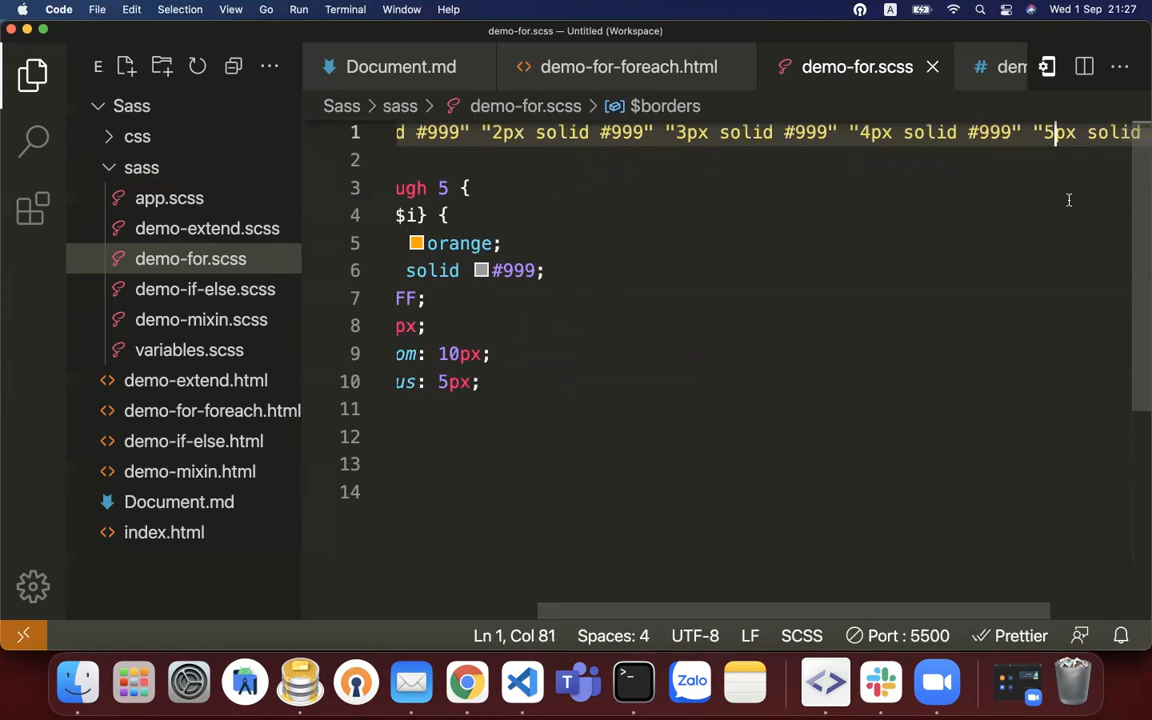 Code File Edit Selection View Go Run Terminal Window Help A Wed 1 Sep 21:27
demo-for.scss — Untitled (Workspace)
E
Document.md
demo-for-foreach.html
demo-for.scss
# dem
Sass
css
sass
app.scss
demo-extend.scss
demo-for.scss
demo-if-else.scss
demo-mixin.scss
variables.scss
demo-extend.html
demo-for-foreach.html
demo-if-else.html
demo-mixin.html
Document.md
index.html
Sass > sass > demo-for.scss > $borders
1 d #999" "2px solid #999" "3px solid #999" "4px solid #999" "5px solid
2
3 ugh 5 {
4 $i} {
5 orange;
6 solid #999;
7 FF;
8 px;
9 om: 10px;
10 us: 5px;
11
12
13
14
Ln 1, Col 81 Spaces: 4 UTF-8 LF SCSS Port : 5500 Prettier
Zalo